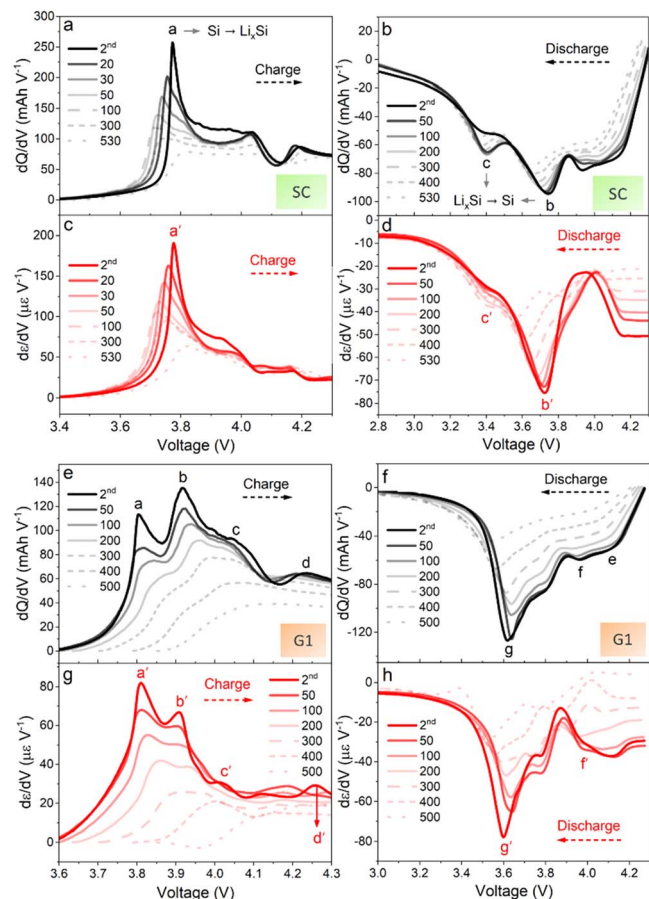 a
a → Si → LiₓSi
Charge
2ⁿᵈ
20
30
50
100
300
530
SC
dQ/dV (mAh V⁻¹)
300
250
200
150
100
50
0
b
Discharge
2ⁿᵈ
50
100
200
300
400
530
c
LiₓSi → Si ← b
SC
dQ/dV (mAh V⁻¹)
20
0
-20
-40
-60
-80
-100
c
a'
Charge
2ⁿᵈ
20
30
50
100
300
530
dε/dV (με V⁻¹)
200
150
100
50
0
3.4 3.6 3.8 4.0 4.2
Voltage (V)
d
Discharge
2ⁿᵈ
50
100
200
300
400
530
c'
b'
dε/dV (με V⁻¹)
0
-10
-20
-30
-40
-50
-60
-70
-80
2.8 3.0 3.2 3.4 3.6 3.8 4.0 4.2
Voltage (V)
e
2ⁿᵈ
50
100
200
300
400
500
a
b
c
d
Charge
G1
dQ/dV (mAh V⁻¹)
140
120
100
80
60
40
20
0
f
Discharge
2ⁿᵈ
50
100
200
300
400
500
f
e
g
G1
dQ/dV (mAh V⁻¹)
0
-40
-80
-120
g
a'
b'
c'
d'
Charge
2ⁿᵈ
50
100
200
300
400
500
dε/dV (με V⁻¹)
80
60
40
20
0
3.6 3.7 3.8 3.9 4.0 4.1 4.2 4.3
Voltage (V)
h
2ⁿᵈ
50
100
200
300
400
500
f'
g'
Discharge
dε/dV (με V⁻¹)
0
-20
-40
-60
-80
3.0 3.2 3.4 3.6 3.8 4.0 4.2
Voltage (V)